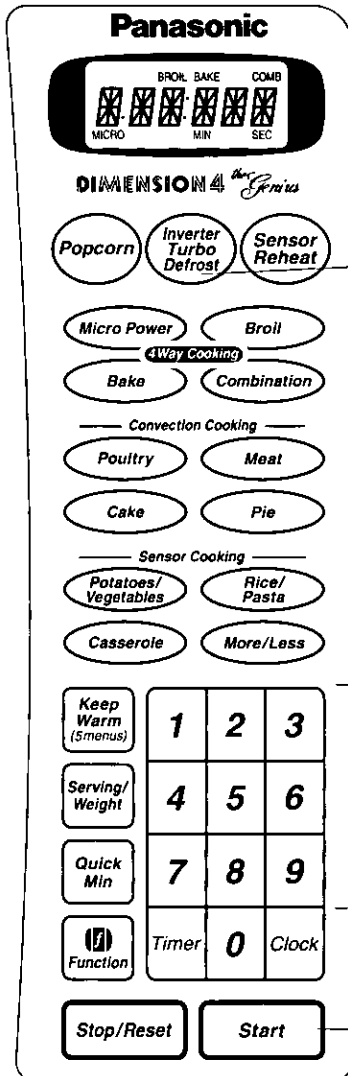 Panasonic
BROIL BAKE COMB
MICRO MIN SEC
DIMENSION 4 The Genius
Popcorn
Inverter
Turbo
Defrost
Sensor
Reheat
Micro Power
Broil
4Way Cooking
Bake
Combination
Convection Cooking
Poultry
Meat
Cake
Pie
Sensor Cooking
Potatoes/
Vegetables
Rice/
Pasta
Casserole
More/Less
Keep
Warm
(5menus)
1 2 3
Serving/
Weight
4 5 6
Quick
Min
7 8 9
f
Function
Timer 0 Clock
Stop/Reset
Start